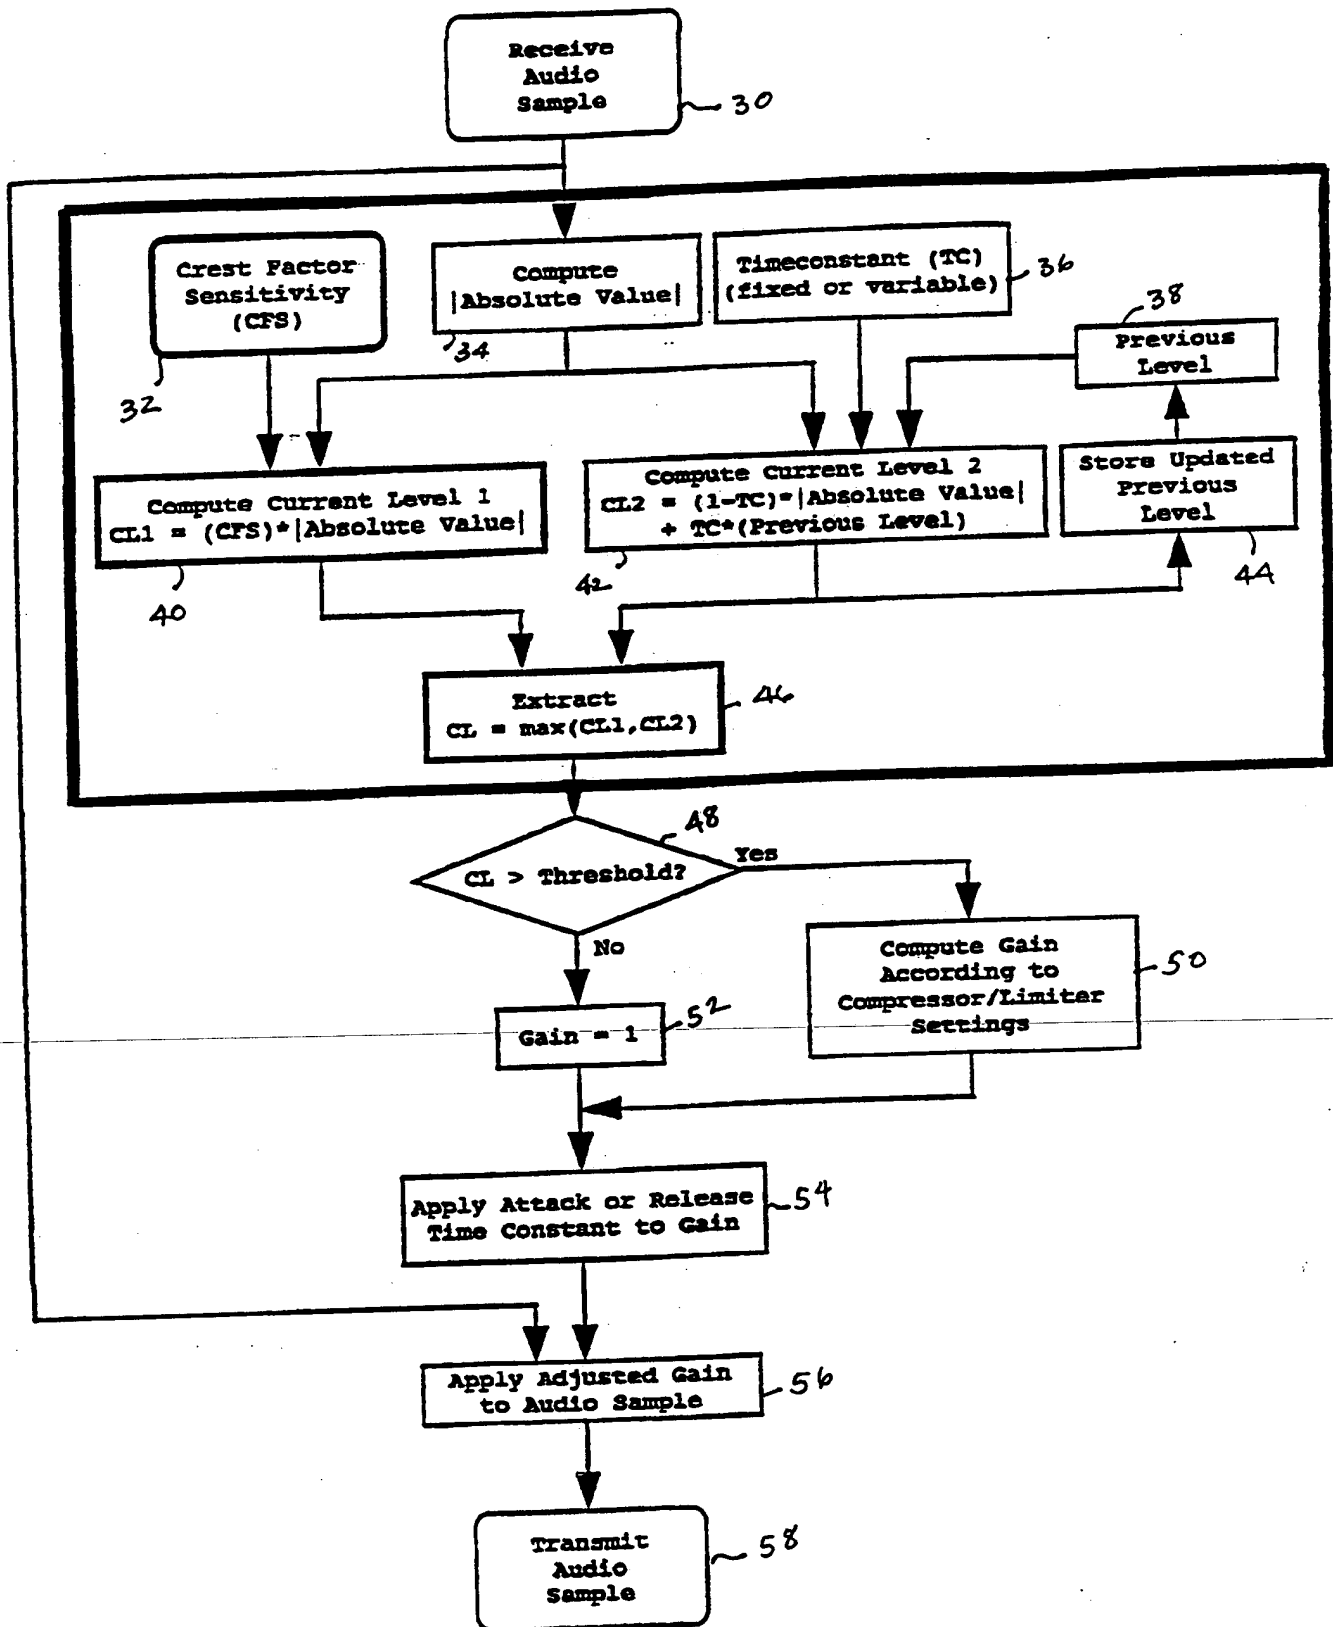 Receive
Audio
Sample
30
Crest Factor
Sensitivity
(CFS)
32
Compute
|Absolute Value|
34
Timeconstant (TC)
(fixed or variable)
36
38
Previous
Level
Compute Current Level 1
CL1 = (CFS)*|Absolute Value|
40
Compute Current Level 2
CL2 = (1-TC)*|Absolute Value|
+ TC*(Previous Level)
42
Store Updated
Previous
Level
44
Extract
CL = max(CL1,CL2)
46
CL > Threshold?
48
Yes
No
Compute Gain
According to
Compressor/Limiter
Settings
50
Gain = 1
52
Apply Attack or Release
Time Constant to Gain
54
Apply Adjusted Gain
to Audio Sample
56
Transmit
Audio
Sample
58